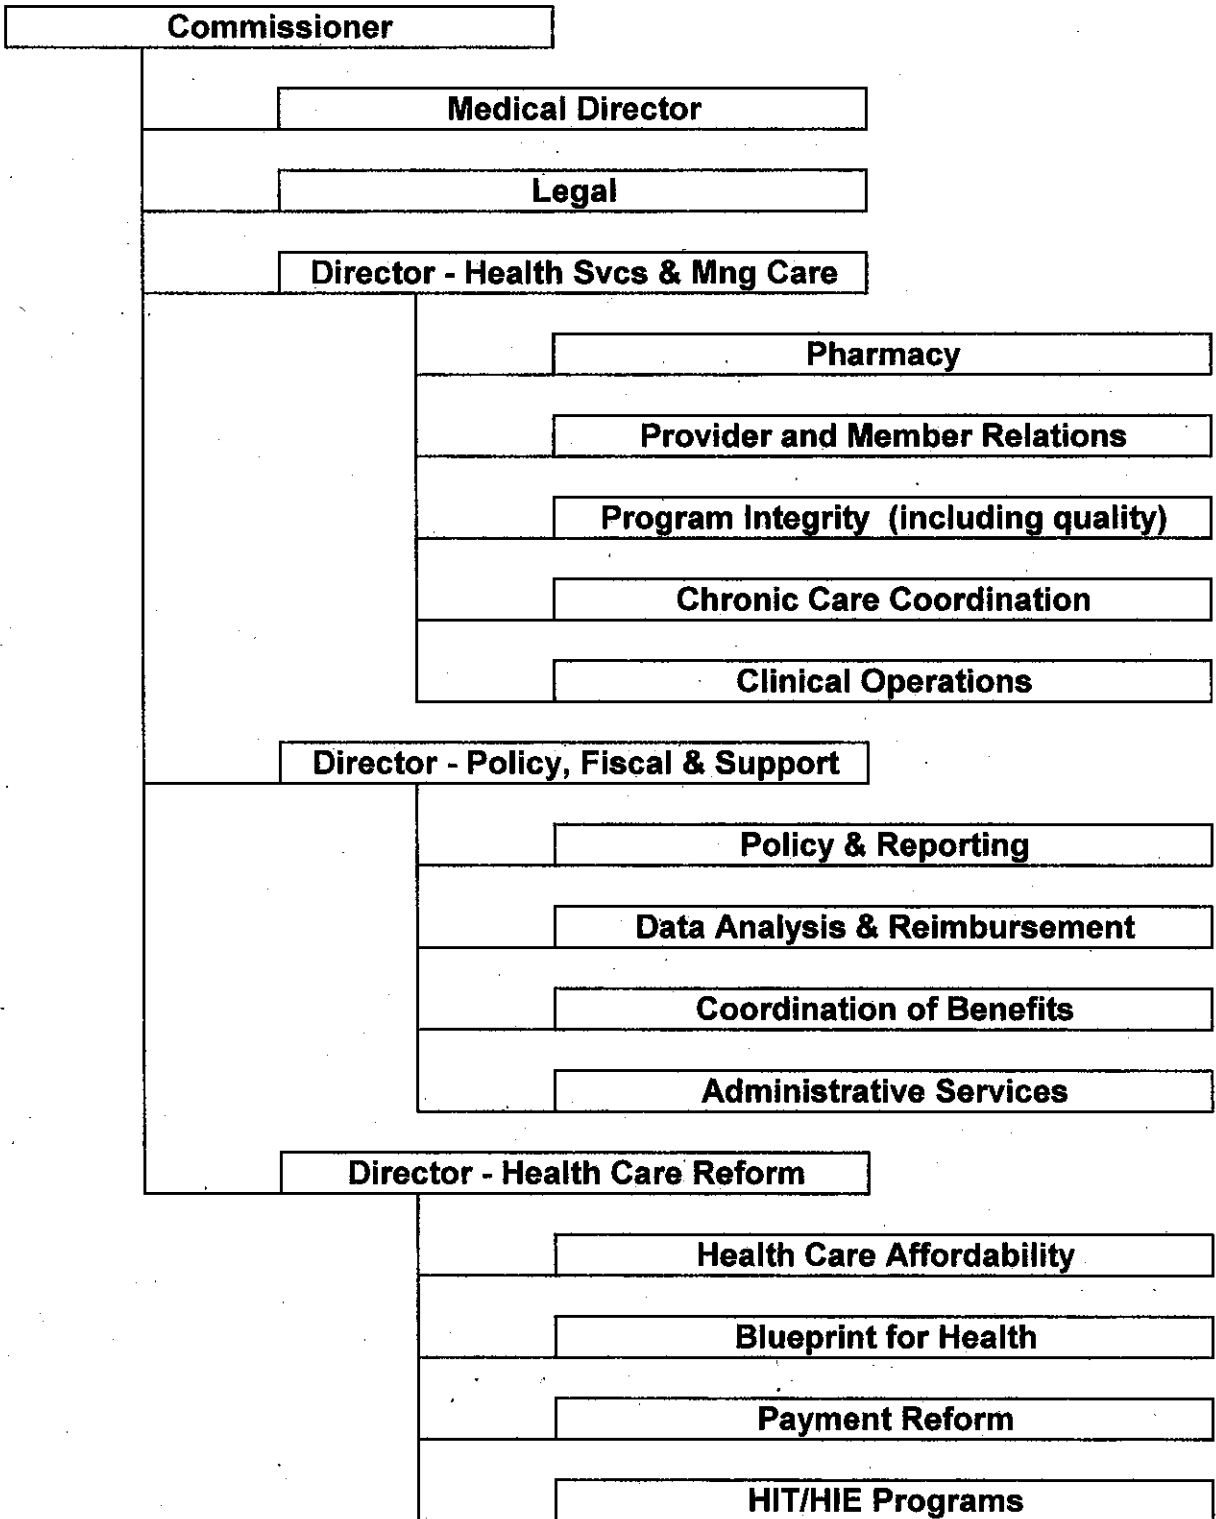 Commissioner
Medical Director
Legal
Director - Health Svcs & Mng Care
Pharmacy
Provider and Member Relations
Program Integrity (including quality)
Chronic Care Coordination
Clinical Operations
Director - Policy, Fiscal & Support
Policy & Reporting
Data Analysis & Reimbursement
Coordination of Benefits
Administrative Services
Director - Health Care Reform
Health Care Affordability
Blueprint for Health
Payment Reform
HIT/HIE Programs